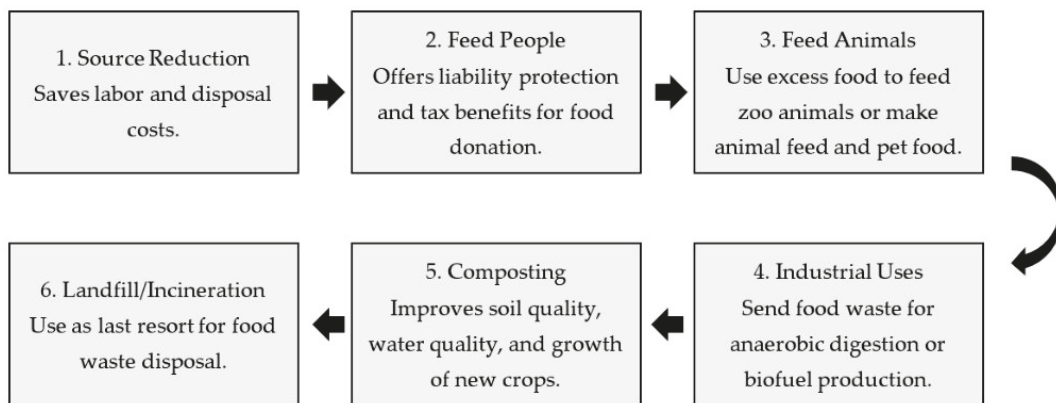 1. Source Reduction
Saves labor and disposal
costs.
2. Feed People
Offers liability protection
and tax benefits for food
donation.
3. Feed Animals
Use excess food to feed
zoo animals or make
animal feed and pet food.
4. Industrial Uses
Send food waste for
anaerobic digestion or
biofuel production.
5. Composting
Improves soil quality,
water quality, and growth
of new crops.
6. Landfill/Incineration
Use as last resort for food
waste disposal.